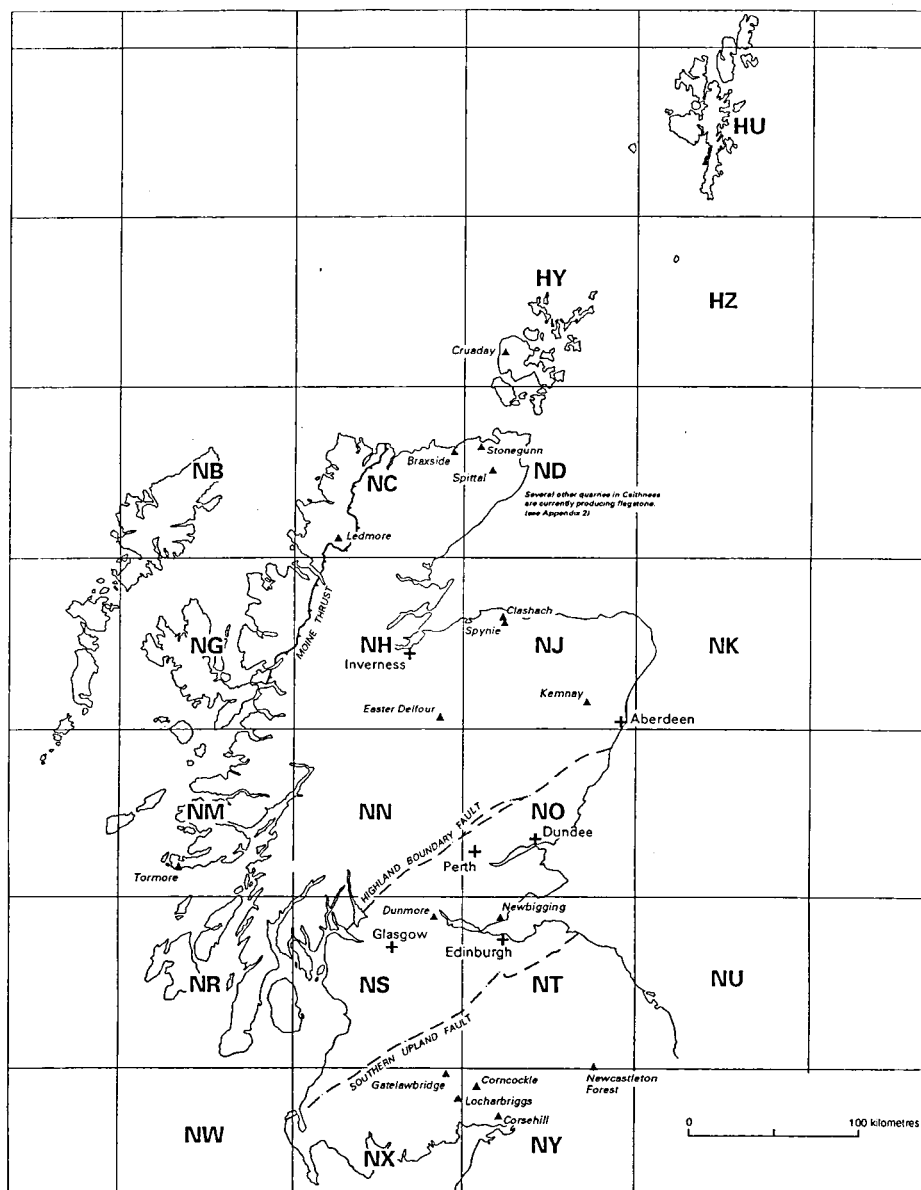 HU
HY
HZ
Cruaday
NB
NC
Braxside
Stonegunn
Spittal
ND
Several other quarries in Caithness
are currently producing flagstone.
(see Appendix 2)
Ledmore
MOINE THRUST
NG
NH
Inverness
Clashach
Spynie
NJ
NK
Easter Delfour
Kemnay
Aberdeen
NM
NN
NO
HIGHLAND BOUNDARY FAULT
Dundee
Perth
Tormore
Dunmore
Newbigging
Glasgow
Edinburgh
NR
NS
NT
NU
SOUTHERN UPLAND FAULT
Gatelawbridge
Corncockle
Newcastleton
Forest
Locharbriggs
Corsehill
0 100 kilometres
NW
NX
NY